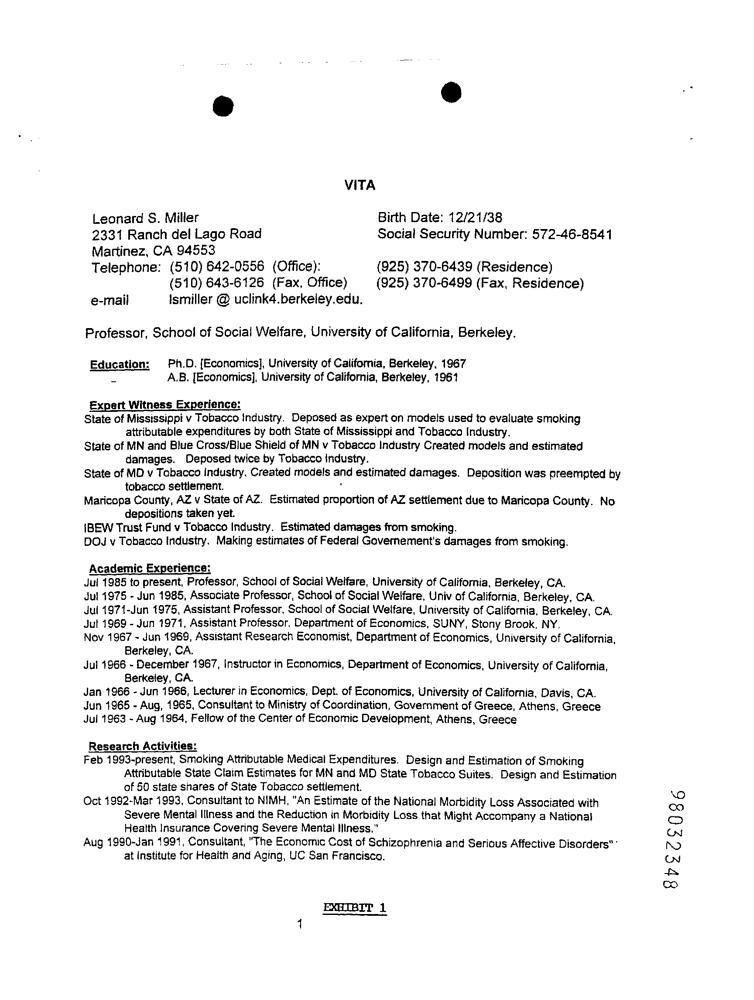 VITA
Leonard S. Miller Birth Date: 12/21/38
2331 Ranch del Lago Road Social Security Number: 572-46-8541
Martinez, CA 94553
Telephone: (510) 642-0556 (Office): (925) 370-6439 (Residence)
(510) 643-6126 (Fax, Office) (925) 370-6499 (Fax, Residence)
e-mail lsmiller @ uclink4.berkeley.edu.
Professor, School of Social Welfare, University of California, Berkeley.
Education: Ph.D. [Economics], University of California, Berkeley, 1967
A.B. [Economics], University of California, Berkeley, 1961
Expert Witness Experience:
State of Mississippi v Tobacco Industry. Deposed as expert on models used to evaluate smoking
attributable expenditures by both State of Mississippi and Tobacco Industry.
State of MN and Blue Cross/Blue Shield of MN v Tobacco Industry Created models and estimated
damages. Deposed twice by Tobacco Industry.
State of MD v Tobacco Industry. Created models and estimated damages. Deposition was preempted by
tobacco settlement.
Maricopa County, AZ v State of AZ. Estimated proportion of AZ settlement due to Maricopa County. No
depositions taken yet.
IBEW Trust Fund v Tobacco Industry. Estimated damages from smoking.
DOJ v Tobacco Industry. Making estimates of Federal Governement's damages from smoking.
Academic Experience:
Jul 1985 to present, Professor, School of Social Welfare, University of California, Berkeley, CA.
Jul 1975 - Jun 1985, Associate Professor, School of Social Welfare, Univ of California, Berkeley, CA.
Jul 1971-Jun 1975, Assistant Professor, School of Social Welfare, University of California, Berkeley, CA.
Jul 1969 - Jun 1971, Assistant Professor. Department of Economics, SUNY, Stony Brook, NY.
Nov 1967 - Jun 1969, Assistant Research Economist, Department of Economics, University of California,
Berkeley, CA.
Jul 1966 - December 1967, Instructor in Economics, Department of Economics, University of California,
Berkeley, CA.
Jan 1966 - Jun 1966, Lecturer in Economics, Dept. of Economics, University of California, Davis, CA.
Jun 1965 - Aug, 1965, Consultant to Ministry of Coordination, Government of Greece, Athens, Greece
Jul 1963 - Aug 1964, Fellow of the Center of Economic Development, Athens, Greece
Research Activities:
Feb 1993-present, Smoking Attributable Medical Expenditures. Design and Estimation of Smoking
Attributable State Claim Estimates for MN and MD State Tobacco Suites. Design and Estimation
of 50 state shares of State Tobacco settlement.
Oct 1992-Mar 1993, Consultant to NIMH, "An Estimate of the National Morbidity Loss Associated with
Severe Mental Illness and the Reduction in Morbidity Loss that Might Accompany a National
Health Insurance Covering Severe Mental Illness."
Aug 1990-Jan 1991, Consultant, "The Economic Cost of Schizophrenia and Serious Affective Disorders"
at Institute for Health and Aging, UC San Francisco.
98032348
EXHIBIT 1
1